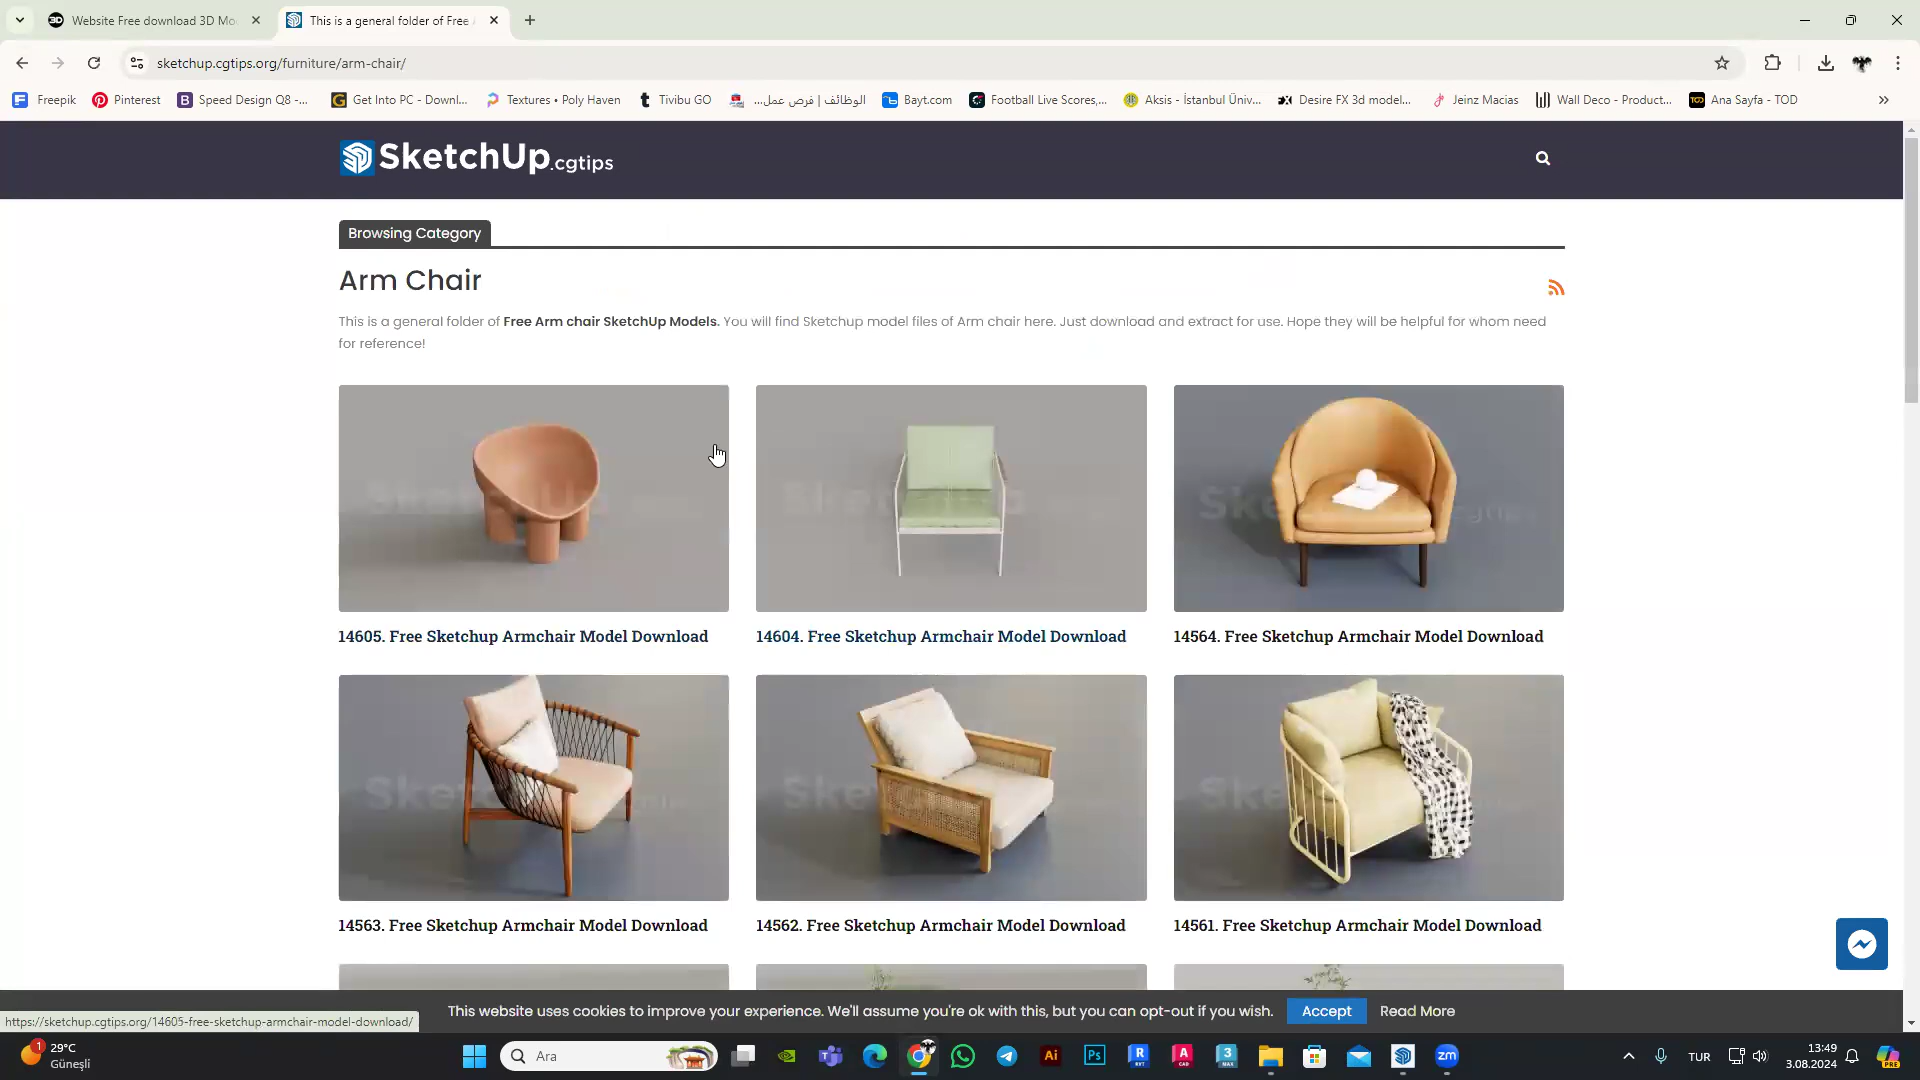 Website Free download 3D Mo
This is a general folder of Free
sketchup.cgtips.org/furniture/arm-chair/
Freepik
Pinterest
Speed Design Q8 -...
Get Into PC - Downl...
Textures • Poly Haven
Tivibu GO
الوظائف | فرص عمل...
Bayt.com
Football Live Scores,...
Aksis - İstanbul Üniv...
Desire FX 3d model...
Jeinz Macias
Wall Deco - Product...
Ana Sayfa - TOD
SketchUp.cgtips
Browsing Category
Arm Chair
This is a general folder of Free Arm chair SketchUp Models. You will find Sketchup model files of Arm chair here. Just download and extract for use. Hope they will be helpful for whom need
for reference!
14605. Free Sketchup Armchair Model Download
14604. Free Sketchup Armchair Model Download
14564. Free Sketchup Armchair Model Download
14563. Free Sketchup Armchair Model Download
14562. Free Sketchup Armchair Model Download
14561. Free Sketchup Armchair Model Download
This website uses cookies to improve your experience. We'll assume you're ok with this, but you can opt-out if you wish.
Accept
Read More
https://sketchup.cgtips.org/14605-free-sketchup-armchair-model-download/
1
29°C
Güneşli
Ara
TUR
13:49
3.08.2024